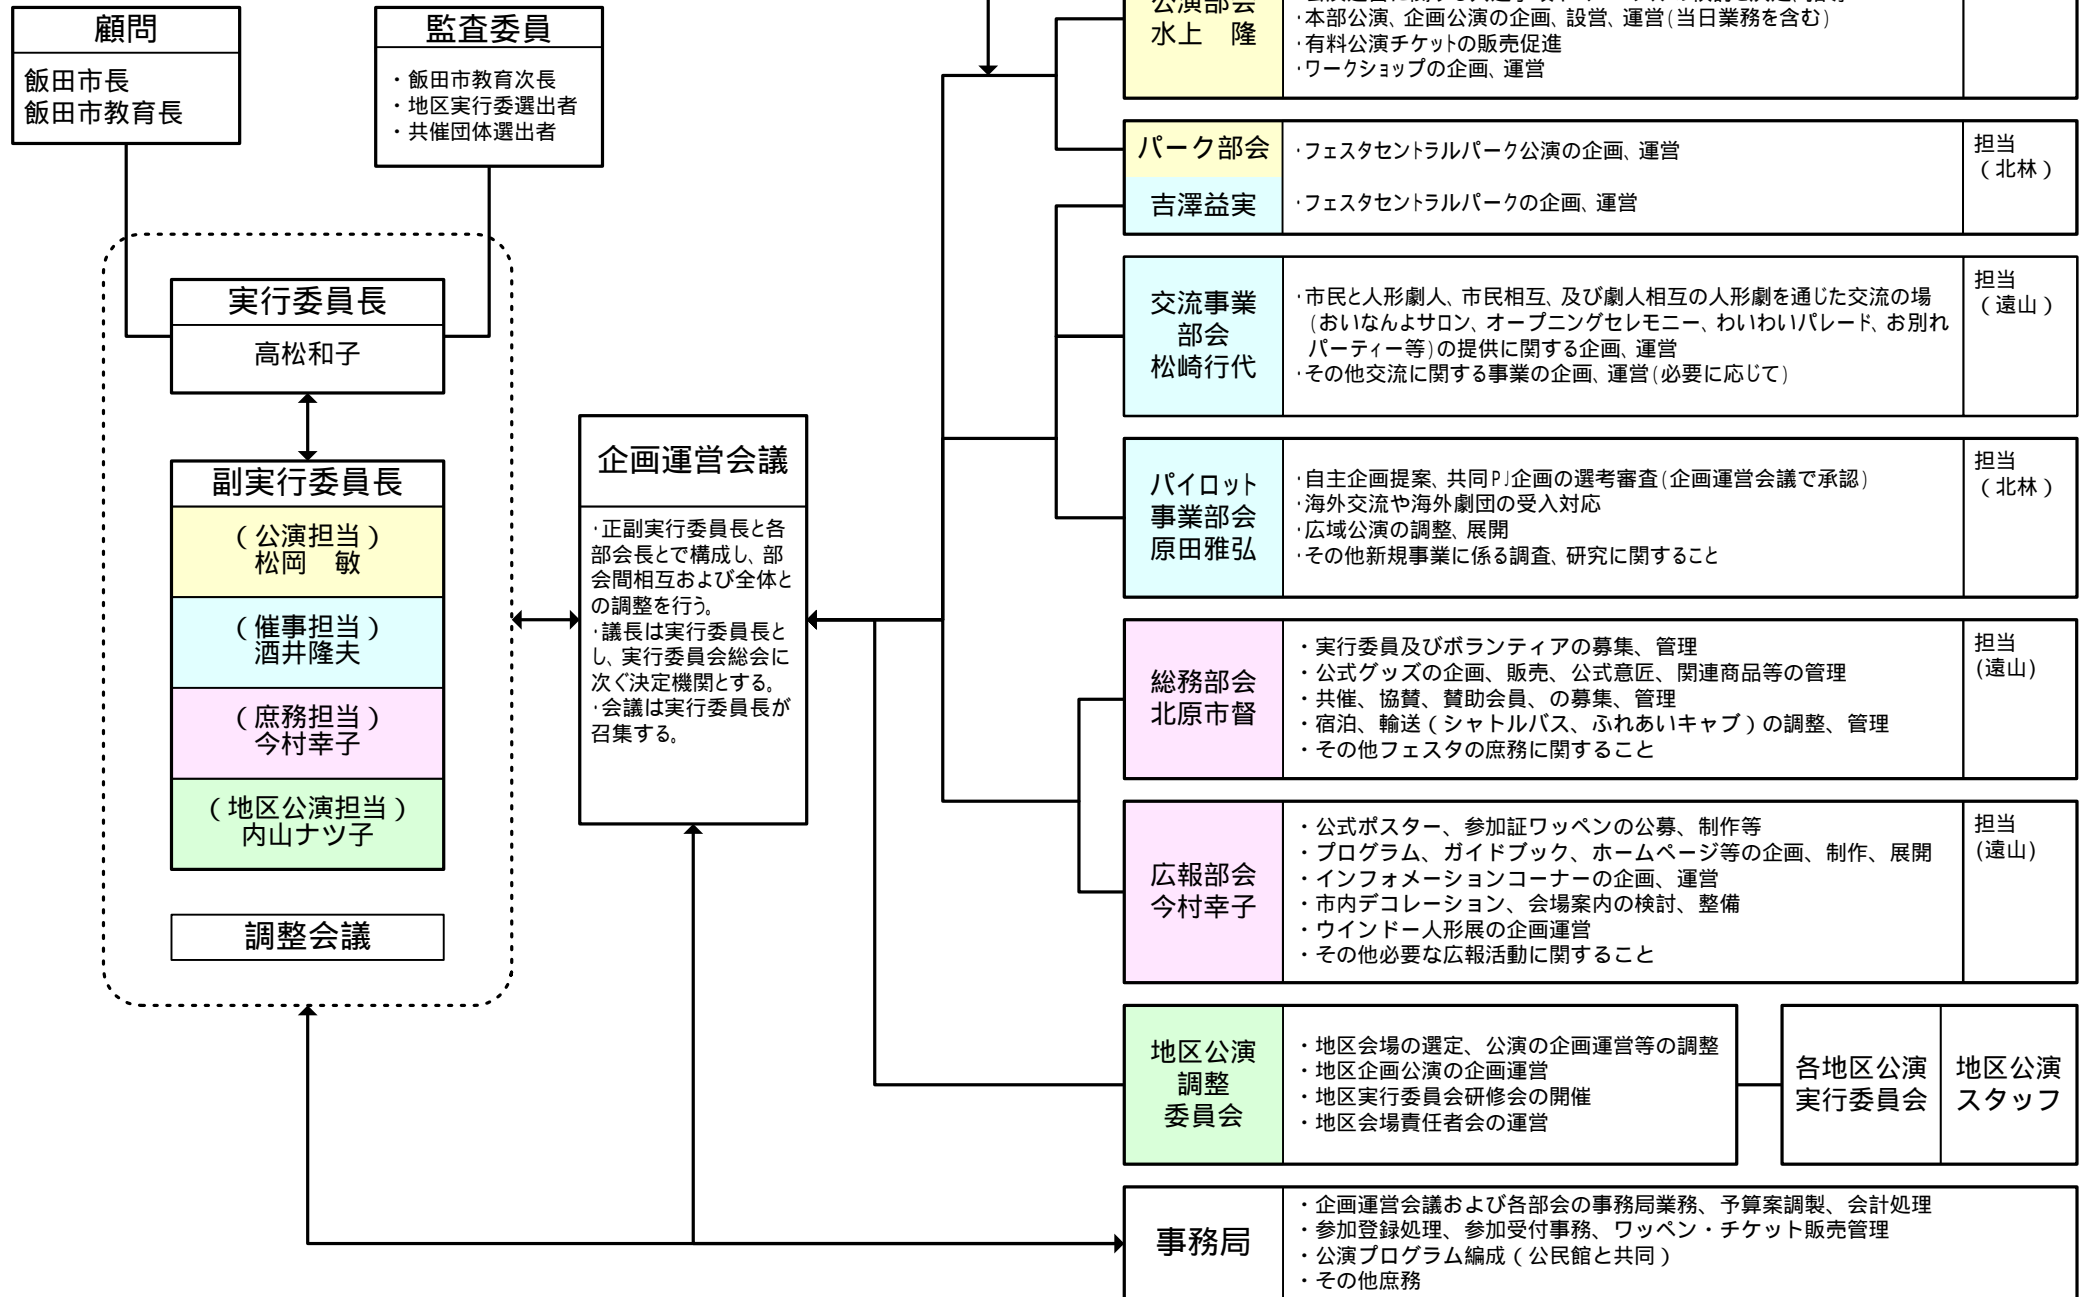 顧問
飯田市長
飯田市教育長
監査委員
・飯田市教育次長
・地区実行委選出者
・共催団体選出者
実行委員長
高松和子
副実行委員長
(公演担当)
松岡 敏
(催事担当)
酒井隆夫
(庶務担当)
今村幸子
(地区公演担当)
内山ナツ子
調整会議
企画運営会議
・正副実行委員長と各
部会長とで構成し、部
会間相互および全体と
の調整を行う。
・議長は実行委員長と
し、実行委員会総会に
次ぐ決定機関とする。
・会議は実行委員長が
召集する。
公演部会
水上 隆
・本部公演、企画公演の企画、設営、運営(当日業務を含む)
・有料公演チケットの販売促進
・ワークショップの企画、運営
パーク部会
吉澤益実
・フェスタセントラルパーク公演の企画、運営
・フェスタセントラルパークの企画、運営
担当
(北林)
交流事業
部会
松崎行代
・市民と人形劇人、市民相互、及び劇人相互の人形劇を通じた交流の場
(おいなんよサロン、オープニングセレモニー、わいわいパレード、お別れ
パーティー等)の提供に関する企画、運営
・その他交流に関する事業の企画、運営(必要に応じて)
担当
(遠山)
パイロット
事業部会
原田雅弘
・自主企画提案、共同PJ企画の選考審査(企画運営会議で承認)
・海外交流や海外劇団の受入対応
・広域公演の調整、展開
・その他新規事業に係る調査、研究に関すること
担当
(北林)
総務部会
北原市督
・実行委員及びボランティアの募集、管理
・公式グッズの企画、販売、公式意匠、関連商品等の管理
・共催、協賛、賛助会員、の募集、管理
・宿泊、輸送(シャトルバス、ふれあいキャブ)の調整、管理
・その他フェスタの庶務に関すること
担当
(遠山)
広報部会
今村幸子
・公式ポスター、参加証ワッペンの公募、制作等
・プログラム、ガイドブック、ホームページ等の企画、制作、展開
・インフォメーションコーナーの企画、運営
・市内デコレーション、会場案内の検討、整備
・ウインドー人形展の企画運営
・その他必要な広報活動に関すること
担当
(遠山)
地区公演
調整
委員会
・地区会場の選定、公演の企画運営等の調整
・地区企画公演の企画運営
・地区実行委員会研修会の開催
・地区会場責任者会の運営
各地区公演
実行委員会
地区公演
スタッフ
事務局
・企画運営会議および各部会の事務局業務、予算案調製、会計処理
・参加登録処理、参加受付事務、ワッペン・チケット販売管理
・公演プログラム編成(公民館と共同)
・その他庶務